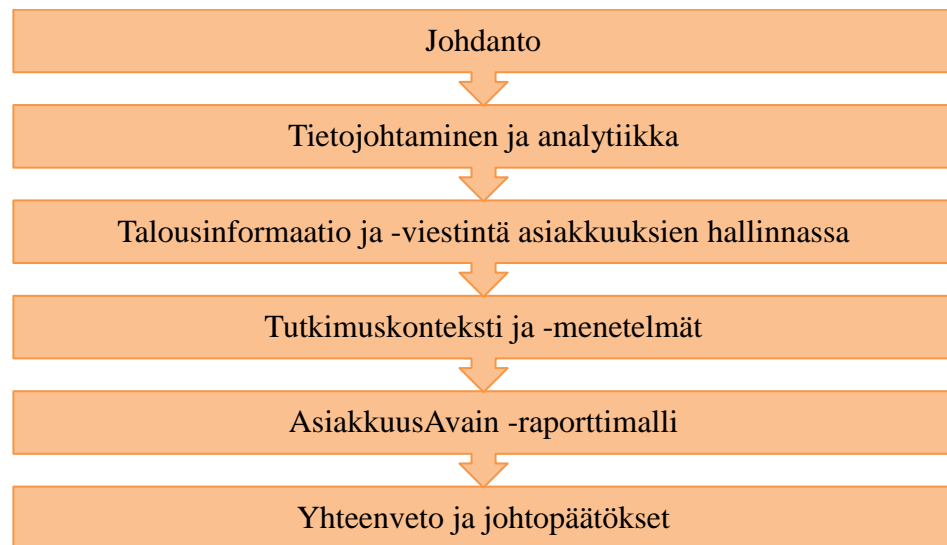 Johdanto
Tietojohtaminen ja analytiikka
Talousinformaatio ja -viestintä asiakkuuksien hallinnassa
Tutkimuskonteksti ja -menetelmät
AsiakkuusAvain -raporttimalli
Yhteenveto ja johtopäätökset